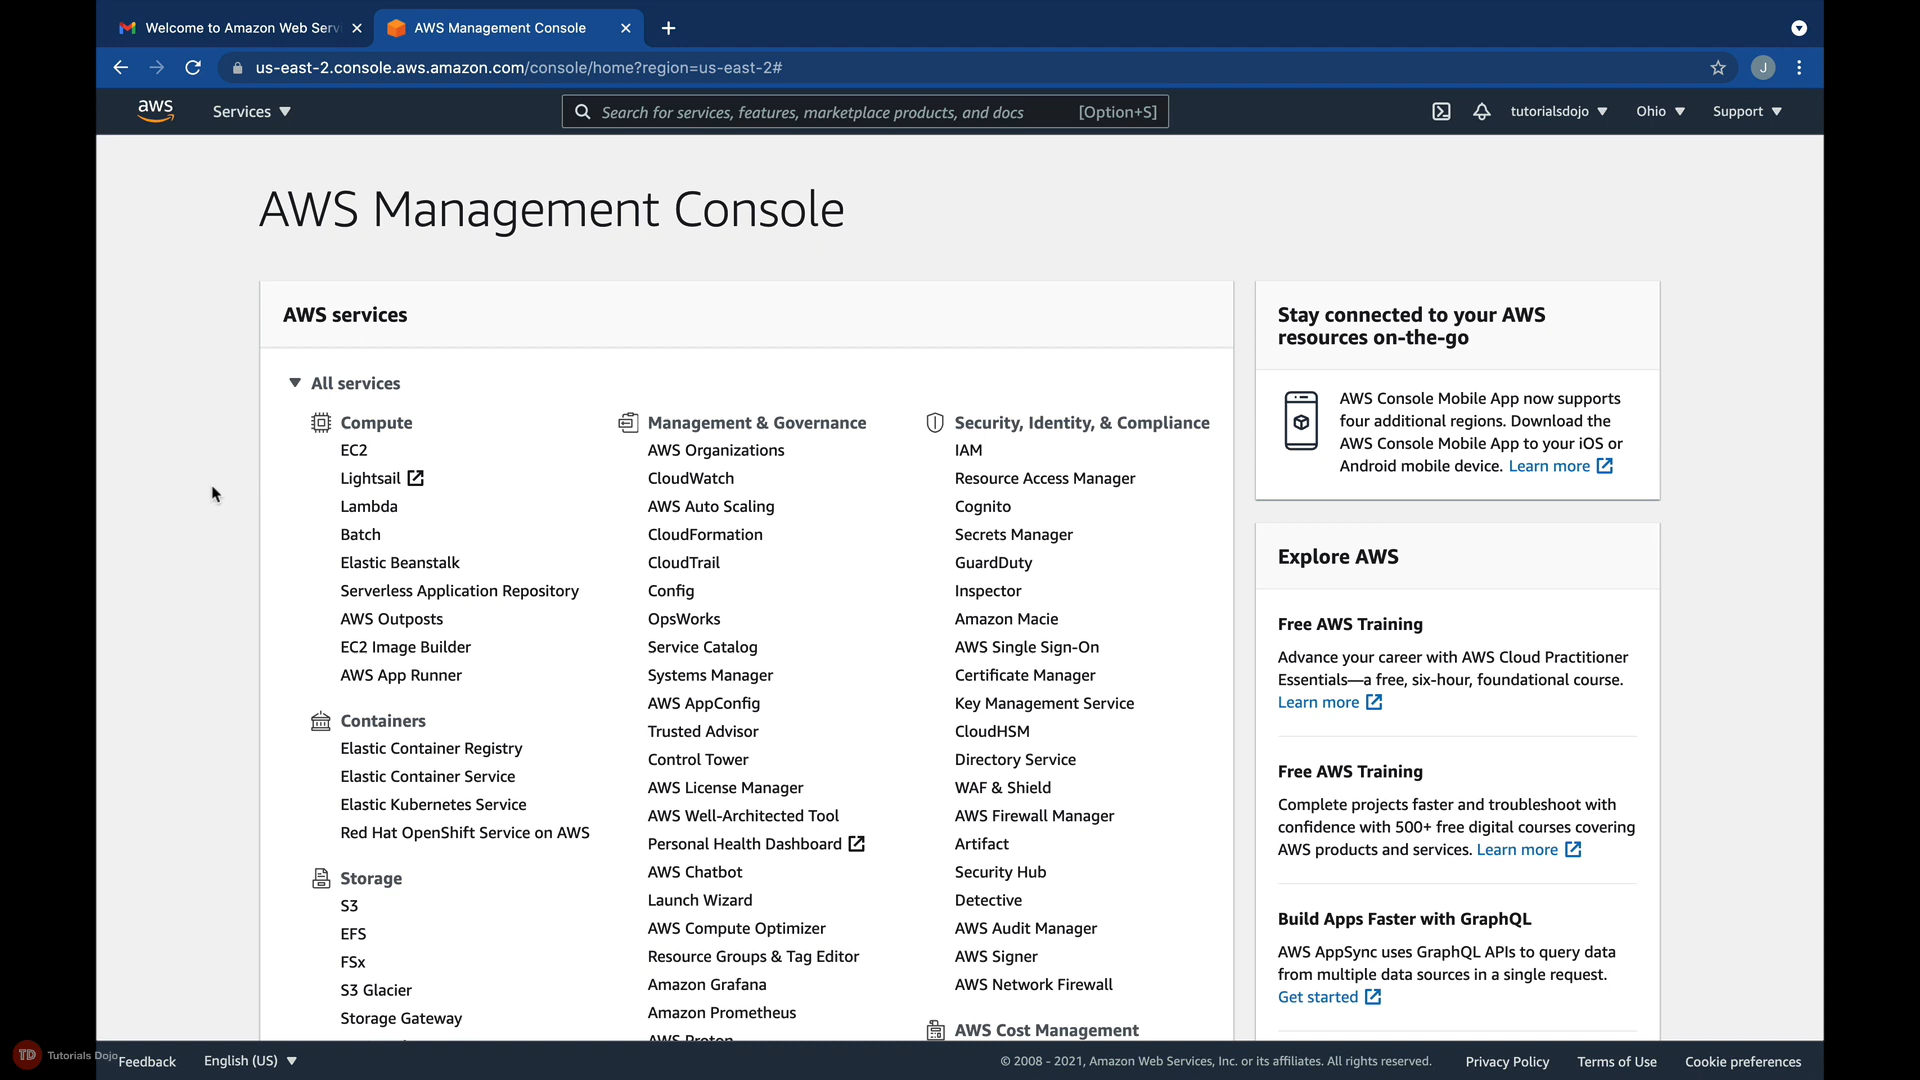 Welcome to Amazon Web Serv
AWS Management Console
us-east-2.console.aws.amazon.com/console/home?region=us-east-2#
J
aws
Services
Search for services, features, marketplace products, and docs
[Option+S]
tutorialsdojo
Ohio
Support
AWS Management Console
AWS services
All services
Compute
EC2
Lightsail
Lambda
Batch
Elastic Beanstalk
Serverless Application Repository
AWS Outposts
EC2 Image Builder
AWS App Runner
Containers
Elastic Container Registry
Elastic Container Service
Elastic Kubernetes Service
Red Hat OpenShift Service on AWS
Storage
S3
EFS
FSx
S3 Glacier
Storage Gateway
Management & Governance
AWS Organizations
CloudWatch
AWS Auto Scaling
CloudFormation
CloudTrail
Config
OpsWorks
Service Catalog
Systems Manager
AWS AppConfig
Trusted Advisor
Control Tower
AWS License Manager
AWS Well-Architected Tool
Personal Health Dashboard
AWS Chatbot
Launch Wizard
AWS Compute Optimizer
Resource Groups & Tag Editor
Amazon Grafana
Amazon Prometheus
AWS Proton
Security, Identity, & Compliance
IAM
Resource Access Manager
Cognito
Secrets Manager
GuardDuty
Inspector
Amazon Macie
AWS Single Sign-On
Certificate Manager
Key Management Service
CloudHSM
Directory Service
WAF & Shield
AWS Firewall Manager
Artifact
Security Hub
Detective
AWS Audit Manager
AWS Signer
AWS Network Firewall
AWS Cost Management
Stay connected to your AWS
resources on-the-go
AWS Console Mobile App now supports
four additional regions. Download the
AWS Console Mobile App to your iOS or
Android mobile device. Learn more
Explore AWS
Free AWS Training
Advance your career with AWS Cloud Practitioner
Essentials—a free, six-hour, foundational course.
Learn more
Free AWS Training
Complete projects faster and troubleshoot with
confidence with 500+ free digital courses covering
AWS products and services. Learn more
Build Apps Faster with GraphQL
AWS AppSync uses GraphQL APIs to query data
from multiple data sources in a single request.
Get started
TD Tutorials Dojo
Feedback
English (US)
© 2008 - 2021, Amazon Web Services, Inc. or its affiliates. All rights reserved.
Privacy Policy
Terms of Use
Cookie preferences